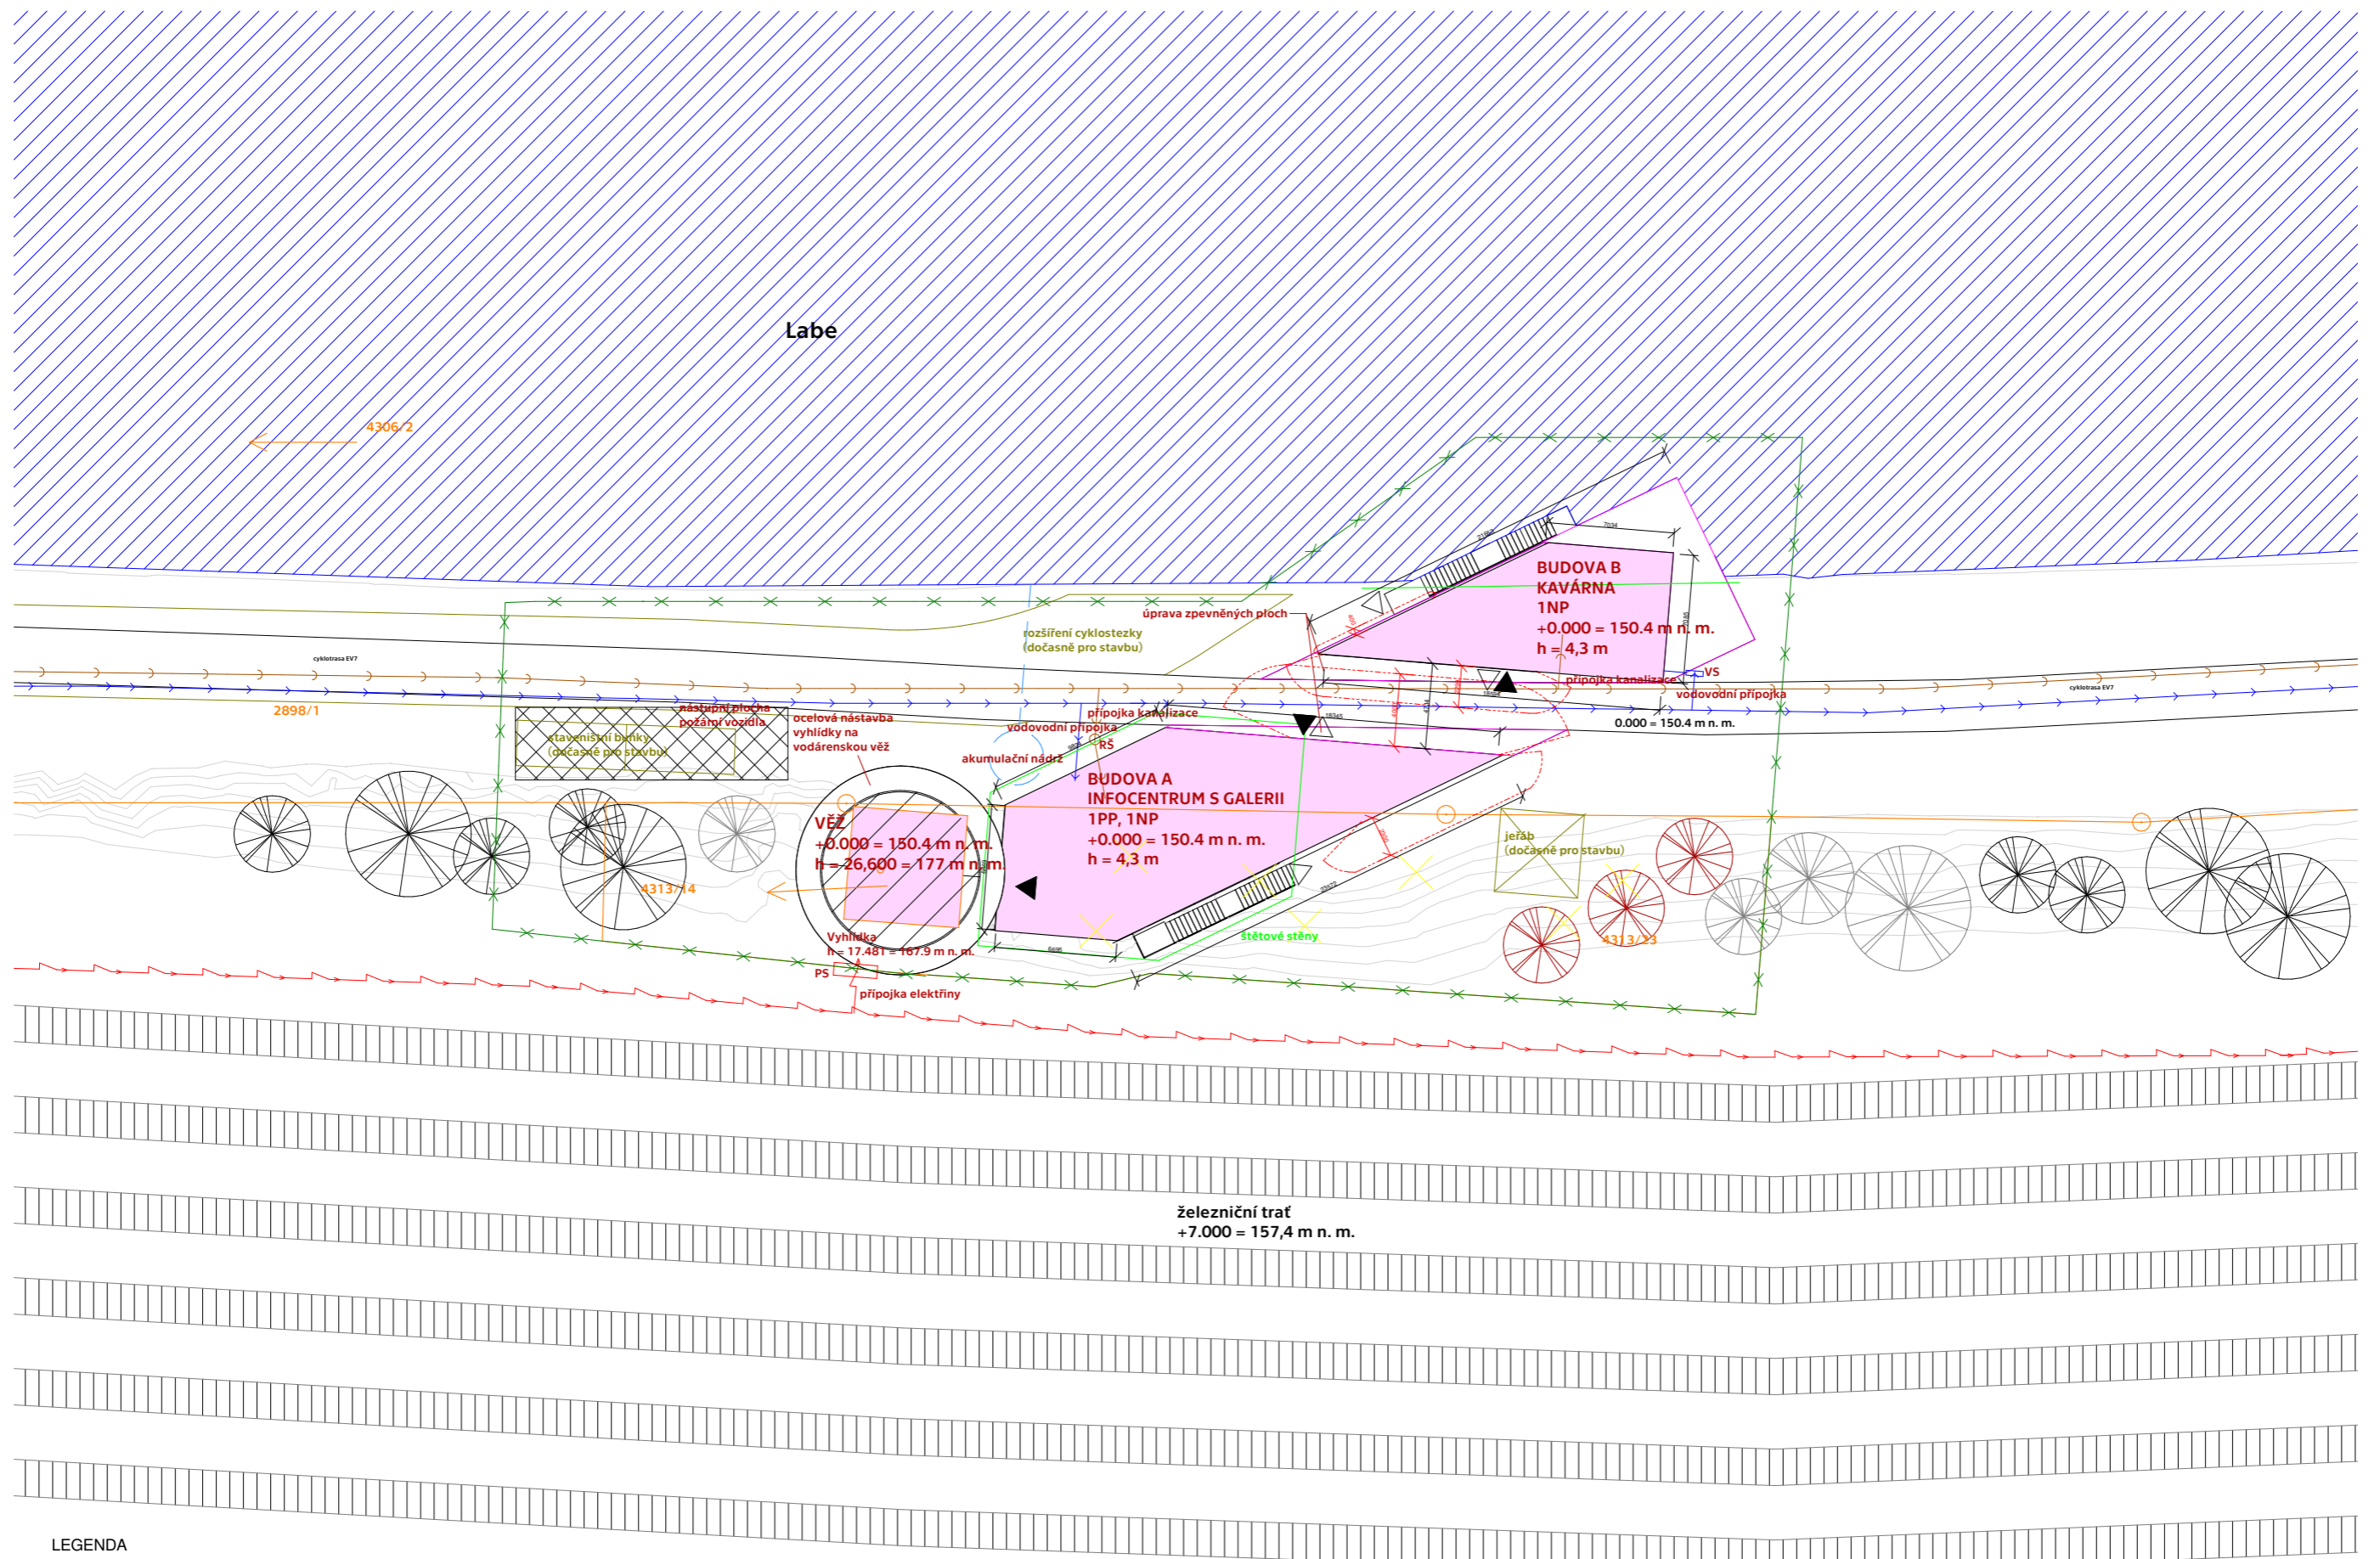 Labe
4306/2
7034
21662
BUDOVA B
KAVÁRNA
1NP
+0.000 = 150.4 m n. m.
h = 4,3 m
úprava zpevněných ploch
rozšíření cyklostezky
(dočasně pro stavbu)
cyklotrasa EV7
VS
přípojka kanalizace
vodovodní přípojka
cyklotrasa EV7
2898/1
nástupní plocha
požární vozidla
staveništní buňky
(dočasně pro stavbu)
ocelová nástavba
vyhlídky na
vodárenskou věž
přípojka kanalizace
vodovodní přípojka
RŠ
18345
0.000 = 150.4 m n. m.
akumulační nádrž
BUDOVA A
INFOCENTRUM S GALERII
1PP, 1NP
+0.000 = 150.4 m n. m.
h = 4,3 m
VĚŽ
+0.000 = 150.4 m n. m.
h = 26,600 = 177 m n. m.
jeřáb
(dočasně pro stavbu)
4313/14
4313/23
štětové stěny
Vyhlídka
h = 17.481 = 167.9 m n. m.
6695
PS
přípojka elektřiny
železniční trať
+7.000 = 157,4 m n. m.
LEGENDA